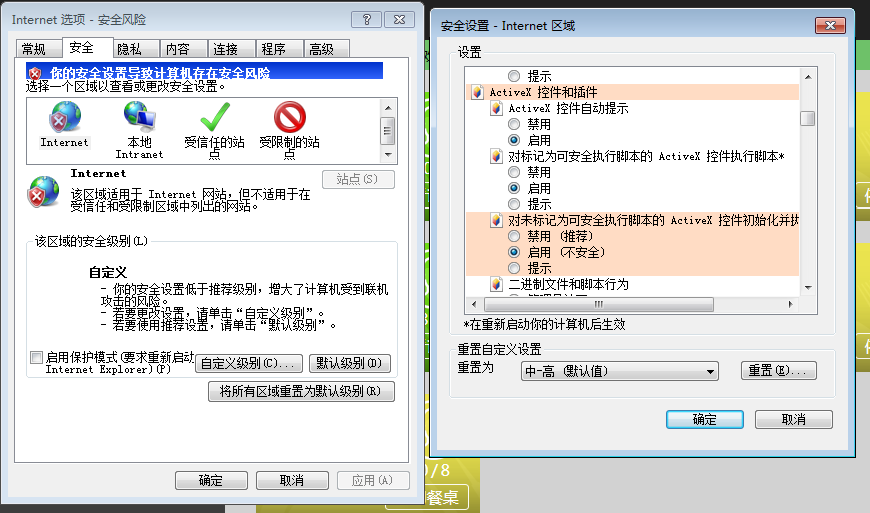 Internet 选项 - 安全风险
常规 安全 隐私 内容 连接 程序 高级
你的安全设置导致计算机存在安全风险
选择一个区域以查看或更改安全设置。
Internet
本地
Intranet
受信任的站
点
受限制的站
点
Internet
站点(S)
该区域适用于 Internet 网站，但不适用于在
受信任和受限制区域中列出的网站。
该区域的安全级别(L)
自定义
- 你的安全设置低于推荐级别，增大了计算机受到联机
攻击的风险。
- 若要更改设置，请单击“自定义级别”。
- 若要使用推荐设置，请单击“默认级别”。
启用保护模式(要求重新启动
Internet Explorer)(P)
自定义级别(C)...
默认级别(D)
将所有区域重置为默认级别(R)
确定
取消
应用(A)
安全设置 - Internet 区域
设置
提示
ActiveX 控件和插件
ActiveX 控件自动提示
禁用
启用
对标记为可安全执行脚本的 ActiveX 控件执行脚本*
禁用
启用
提示
对未标记为可安全执行脚本的 ActiveX 控件初始化并执
禁用 (推荐)
启用 (不安全)
提示
二进制文件和脚本行为
*在重新启动你的计算机后生效
重置自定义设置
重置为
中-高 (默认值)
重置(E)...
确定
取消
/8
餐桌